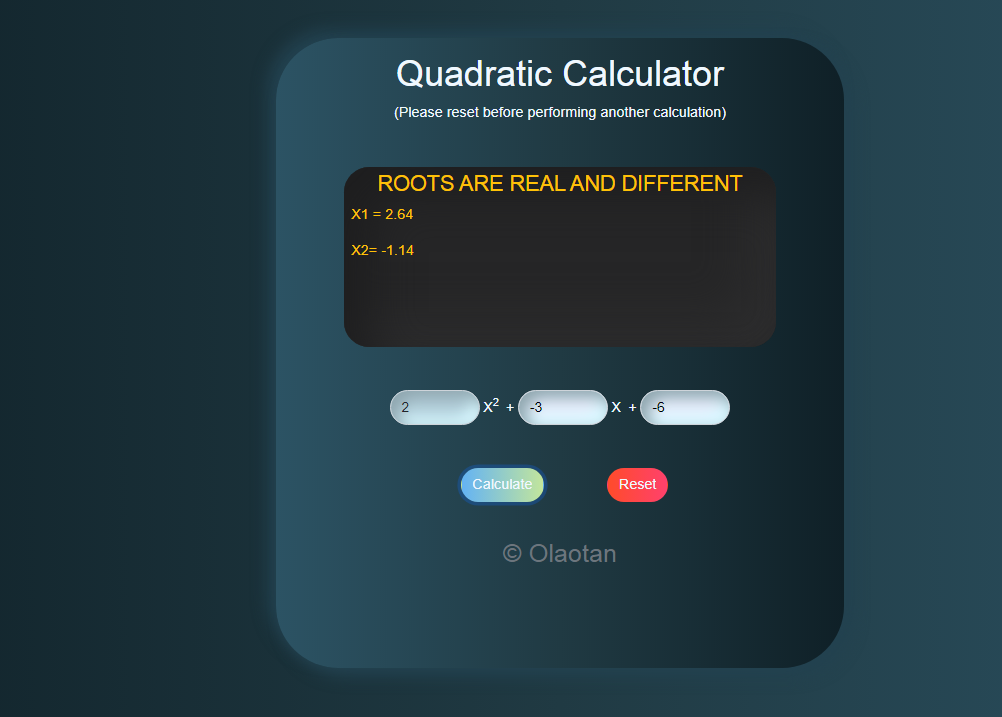 Quadratic Calculator
(Please reset before performing another calculation)
ROOTS ARE REAL AND DIFFERENT
X1 = 2.64
X2= -1.14
2 X² + -3 X + -6
Calculate Reset
© Olaotan